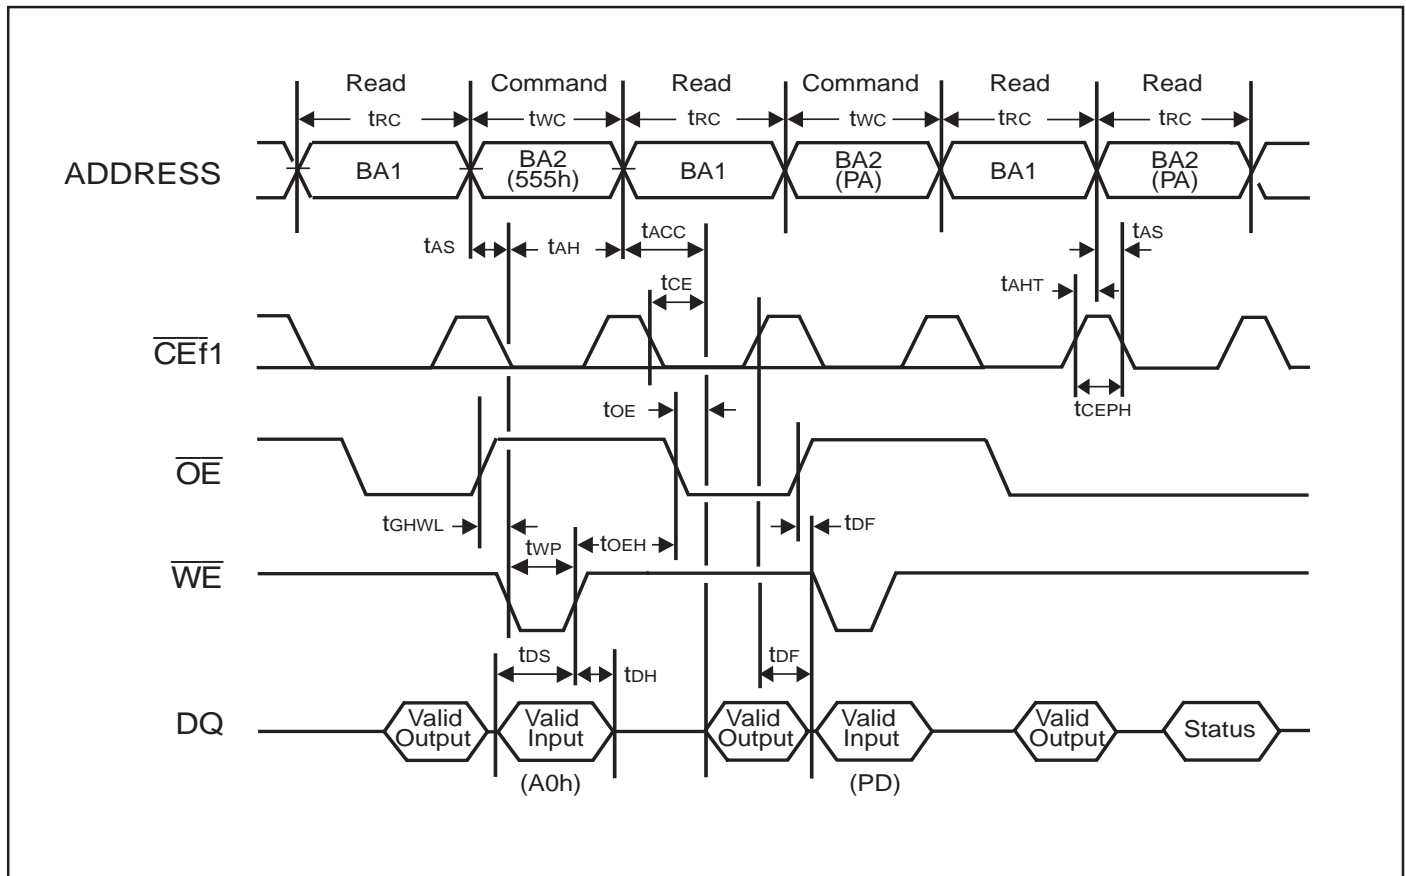 Read Command Read Command Read Read
tRC tWC tRC tWC tRC tRC
ADDRESS BA1 BA2 (555h) BA1 BA2 (PA) BA1 BA2 (PA)
tAS tAH tACC tAS
tCE tAHT
CEf1
tCEPH
tOE
OE
tGHWL tWP tOEH tDF
WE
tDS tDH tDF
DQ Valid Output Valid Input Valid Output Valid Input Valid Output Status
(A0h) (PD)